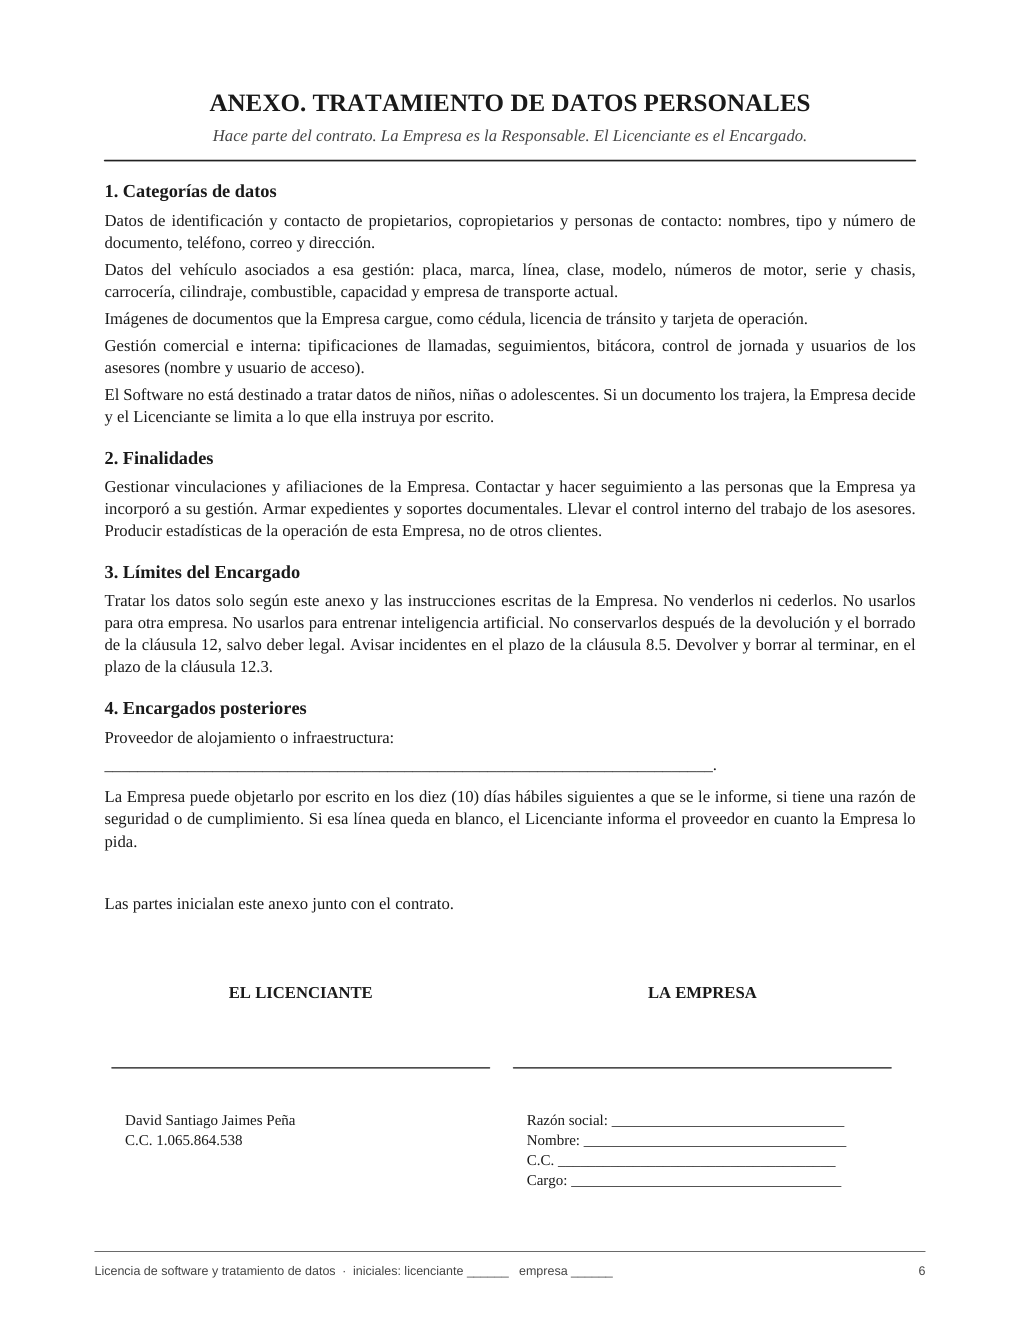 ANEXO. TRATAMIENTO DE DATOS PERSONALES
Hace parte del contrato. La Empresa es la Responsable. El Licenciante es el Encargado.
1. Categorías de datos
Datos de identificación y contacto de propietarios, copropietarios y personas de contacto: nombres, tipo y número de
documento, teléfono, correo y dirección.
Datos del vehículo asociados a esa gestión: placa, marca, línea, clase, modelo, números de motor, serie y chasis,
carrocería, cilindraje, combustible, capacidad y empresa de transporte actual.
Imágenes de documentos que la Empresa cargue, como cédula, licencia de tránsito y tarjeta de operación.
Gestión comercial e interna: tipificaciones de llamadas, seguimientos, bitácora, control de jornada y usuarios de los
asesores (nombre y usuario de acceso).
El Software no está destinado a tratar datos de niños, niñas o adolescentes. Si un documento los trajera, la Empresa decide
y el Licenciante se limita a lo que ella instruya por escrito.
2. Finalidades
Gestionar vinculaciones y afiliaciones de la Empresa. Contactar y hacer seguimiento a las personas que la Empresa ya
incorporó a su gestión. Armar expedientes y soportes documentales. Llevar el control interno del trabajo de los asesores.
Producir estadísticas de la operación de esta Empresa, no de otros clientes.
3. Límites del Encargado
Tratar los datos solo según este anexo y las instrucciones escritas de la Empresa. No venderlos ni cederlos. No usarlos
para otra empresa. No usarlos para entrenar inteligencia artificial. No conservarlos después de la devolución y el borrado
de la cláusula 12, salvo deber legal. Avisar incidentes en el plazo de la cláusula 8.5. Devolver y borrar al terminar, en el
plazo de la cláusula 12.3.
4. Encargados posteriores
Proveedor de alojamiento o infraestructura:
_________________________________________________________________________.
La Empresa puede objetarlo por escrito en los diez (10) días hábiles siguientes a que se le informe, si tiene una razón de
seguridad o de cumplimiento. Si esa línea queda en blanco, el Licenciante informa el proveedor en cuanto la Empresa lo
pida.
Las partes inicialan este anexo junto con el contrato.
EL LICENCIANTE
LA EMPRESA
David Santiago Jaimes Peña
C.C. 1.065.864.538
Razón social: _______________________________
Nombre: ___________________________________
C.C. _____________________________________
Cargo: ____________________________________
Licencia de software y tratamiento de datos · iniciales: licenciante ______ empresa ______
6